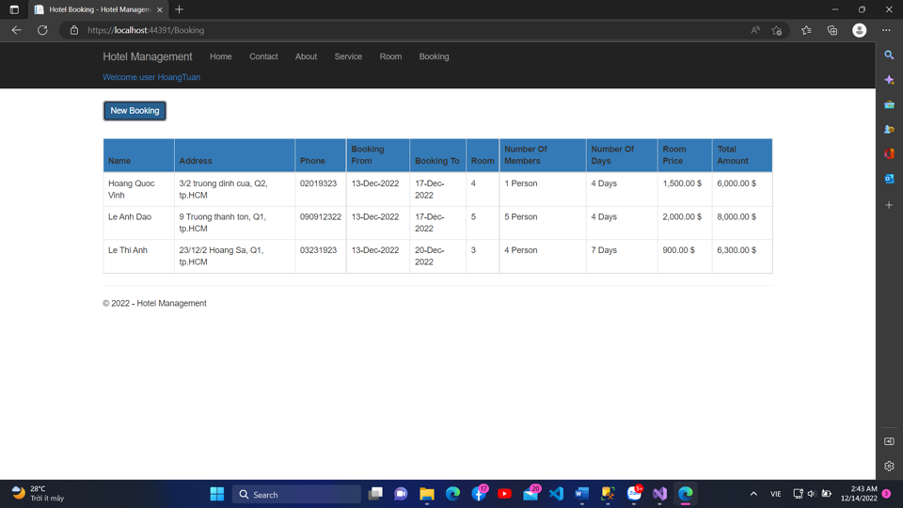 Hotel Booking - Hotel Managem
https://localhost:44391/Booking
Hotel Management Home Contact About Service Room Booking
Welcome user HoangTuan
New Booking
Name Address Phone Booking From Booking To Room Number Of Members Number Of Days Room Price Total Amount
Hoang Quoc Vinh 3/2 truong dinh cua, Q2, tp.HCM 02019323 13-Dec-2022 17-Dec-2022 4 1 Person 4 Days 1,500.00 $ 6,000.00 $
Le Anh Dao 9 Truong thanh ton, Q1, tp.HCM 090912322 13-Dec-2022 17-Dec-2022 5 5 Person 4 Days 2,000.00 $ 8,000.00 $
Le Thi Anh 23/12/2 Hoang Sa, Q1, tp.HCM 03231923 13-Dec-2022 20-Dec-2022 3 4 Person 7 Days 900.00 $ 6,300.00 $
© 2022 - Hotel Management
28°C
Trời ít mây
Search
17
20
5+
VIE
2:43 AM
12/14/2022
3